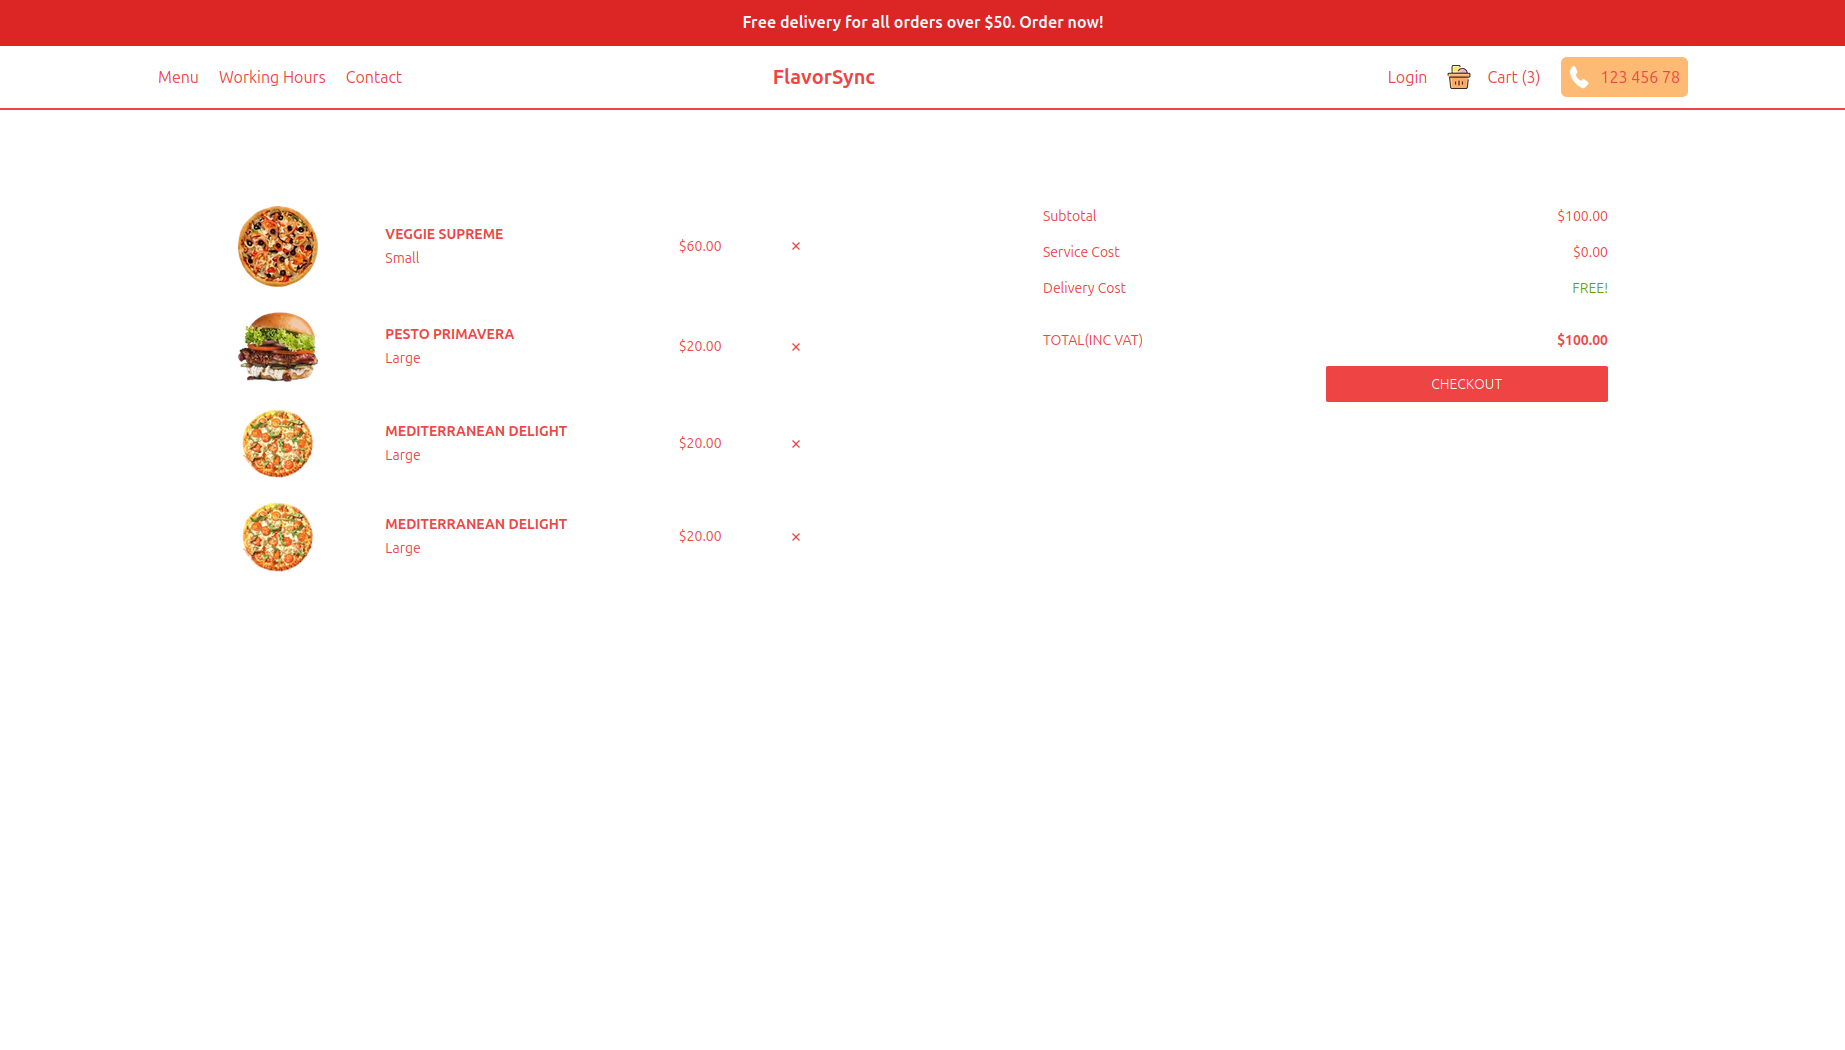 Free delivery for all orders over $50. Order now!
Menu Working Hours Contact FlavorSync Login Cart (3) 123 456 78
VEGGIE SUPREME
Small
$60.00 ×
PESTO PRIMAVERA
Large
$20.00 ×
MEDITERRANEAN DELIGHT
Large
$20.00 ×
MEDITERRANEAN DELIGHT
Large
$20.00 ×
Subtotal $100.00
Service Cost $0.00
Delivery Cost FREE!
TOTAL(INC VAT) $100.00
CHECKOUT